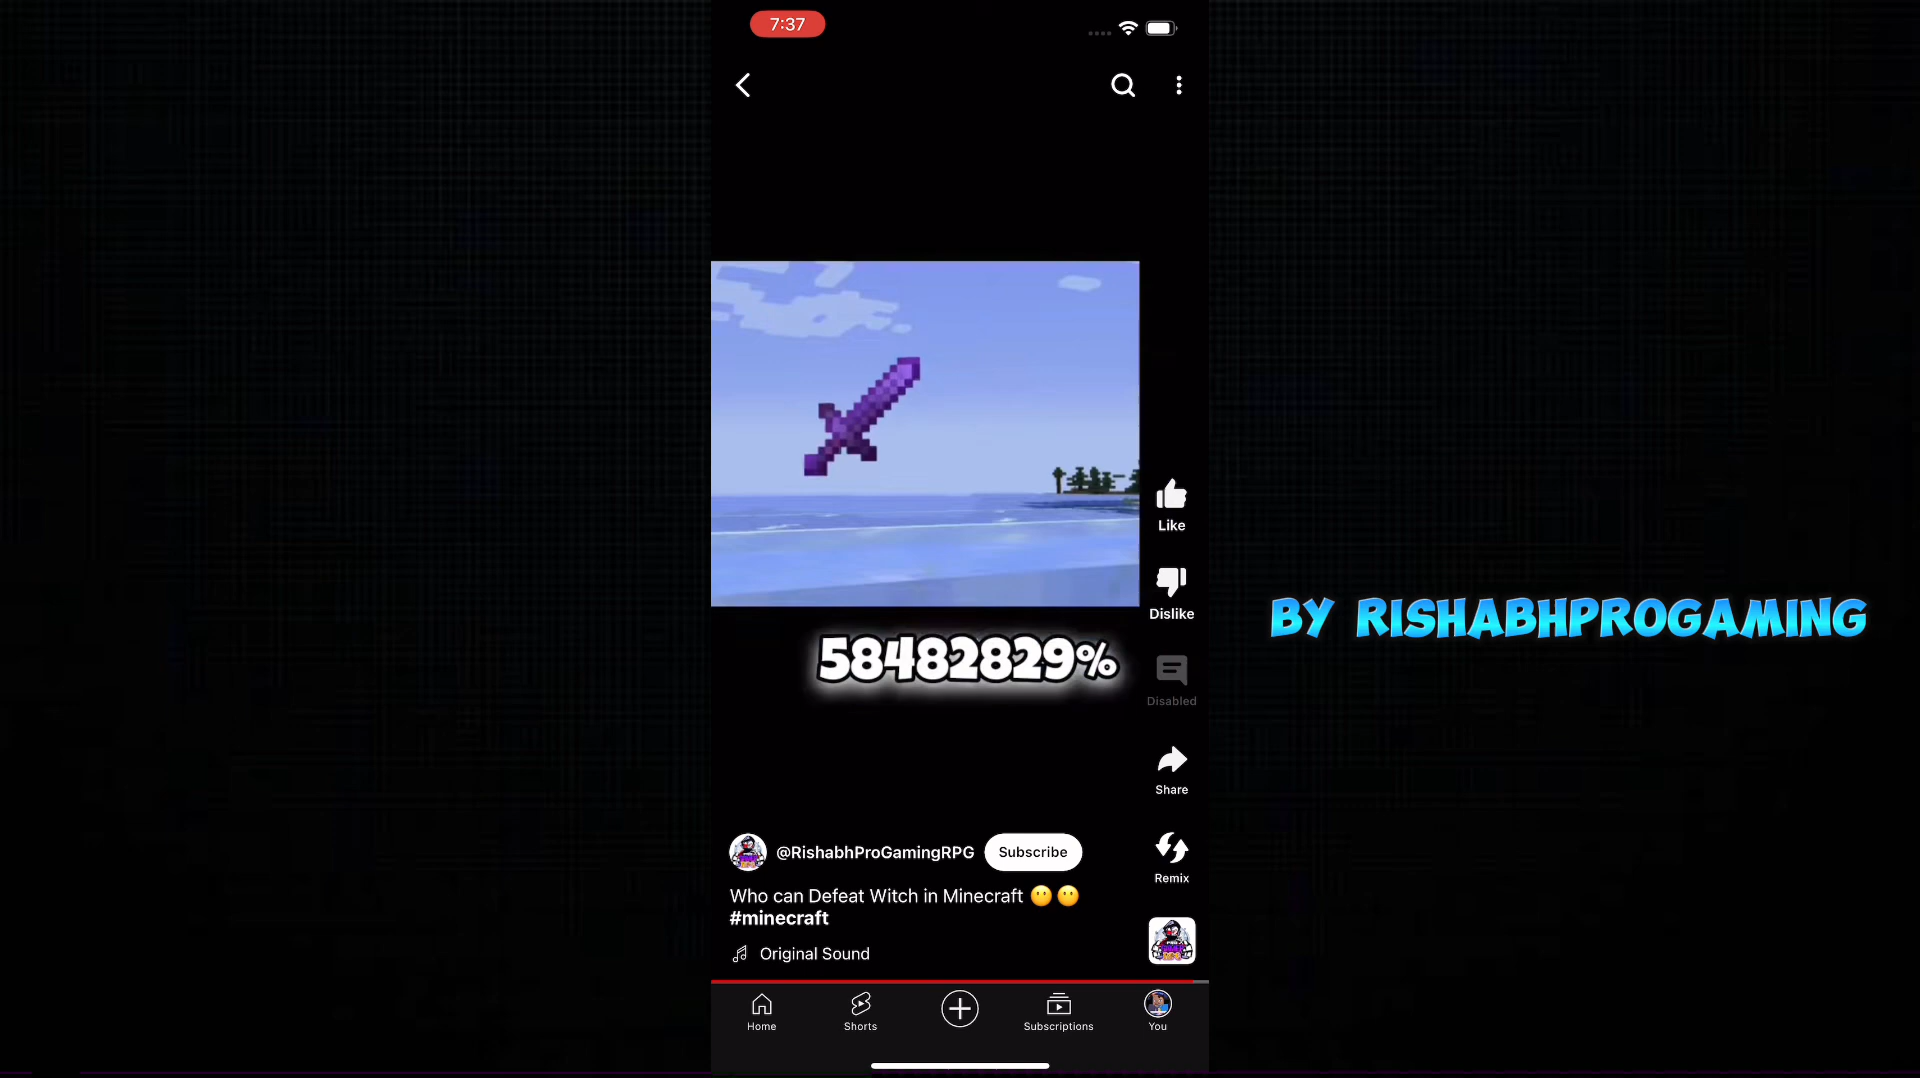 7:37
Like
Dislike
58482829%
Disabled
BY RISHABHPROGAMING
Share
@RishabhProGamingRPG
Subscribe
Remix
Who can Defeat Witch in Minecraft 😶 😶
#minecraft
Original Sound
Home
Shorts
Subscriptions
You